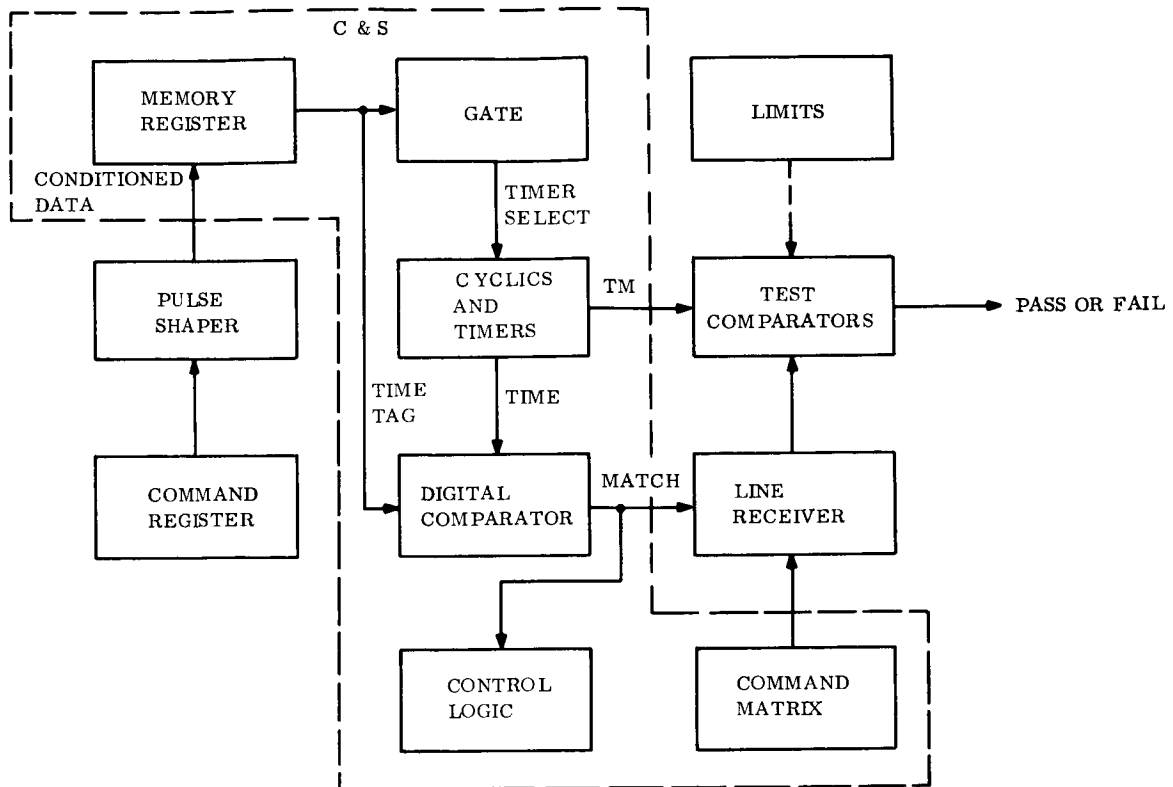 C & S
MEMORY
REGISTER
GATE
LIMITS
CONDITIONED
DATA
TIMER
SELECT
PULSE
SHAPER
CYCLICS
AND
TIMERS
TM
TEST
COMPARATORS
PASS OR FAIL
TIME
TAG
TIME
COMMAND
REGISTER
DIGITAL
COMPARATOR
MATCH
LINE
RECEIVER
CONTROL
LOGIC
COMMAND
MATRIX